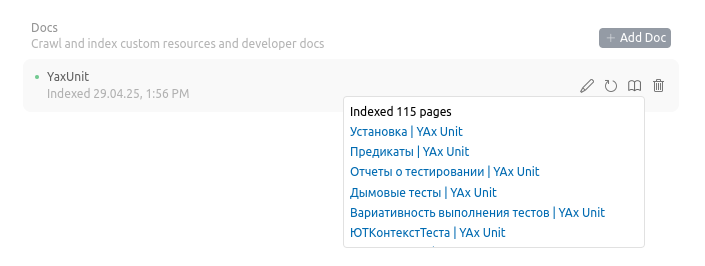 Docs
Crawl and index custom resources and developer docs
+ Add Doc
YaxUnit
Indexed 29.04.25, 1:56 PM
Indexed 115 pages
Установка | YAx Unit
Предикаты | YAx Unit
Отчеты о тестировании | YAx Unit
Дымовые тесты | YAx Unit
Вариативность выполнения тестов | YAx Unit
ЮТКонтекстТеста | YAx Unit